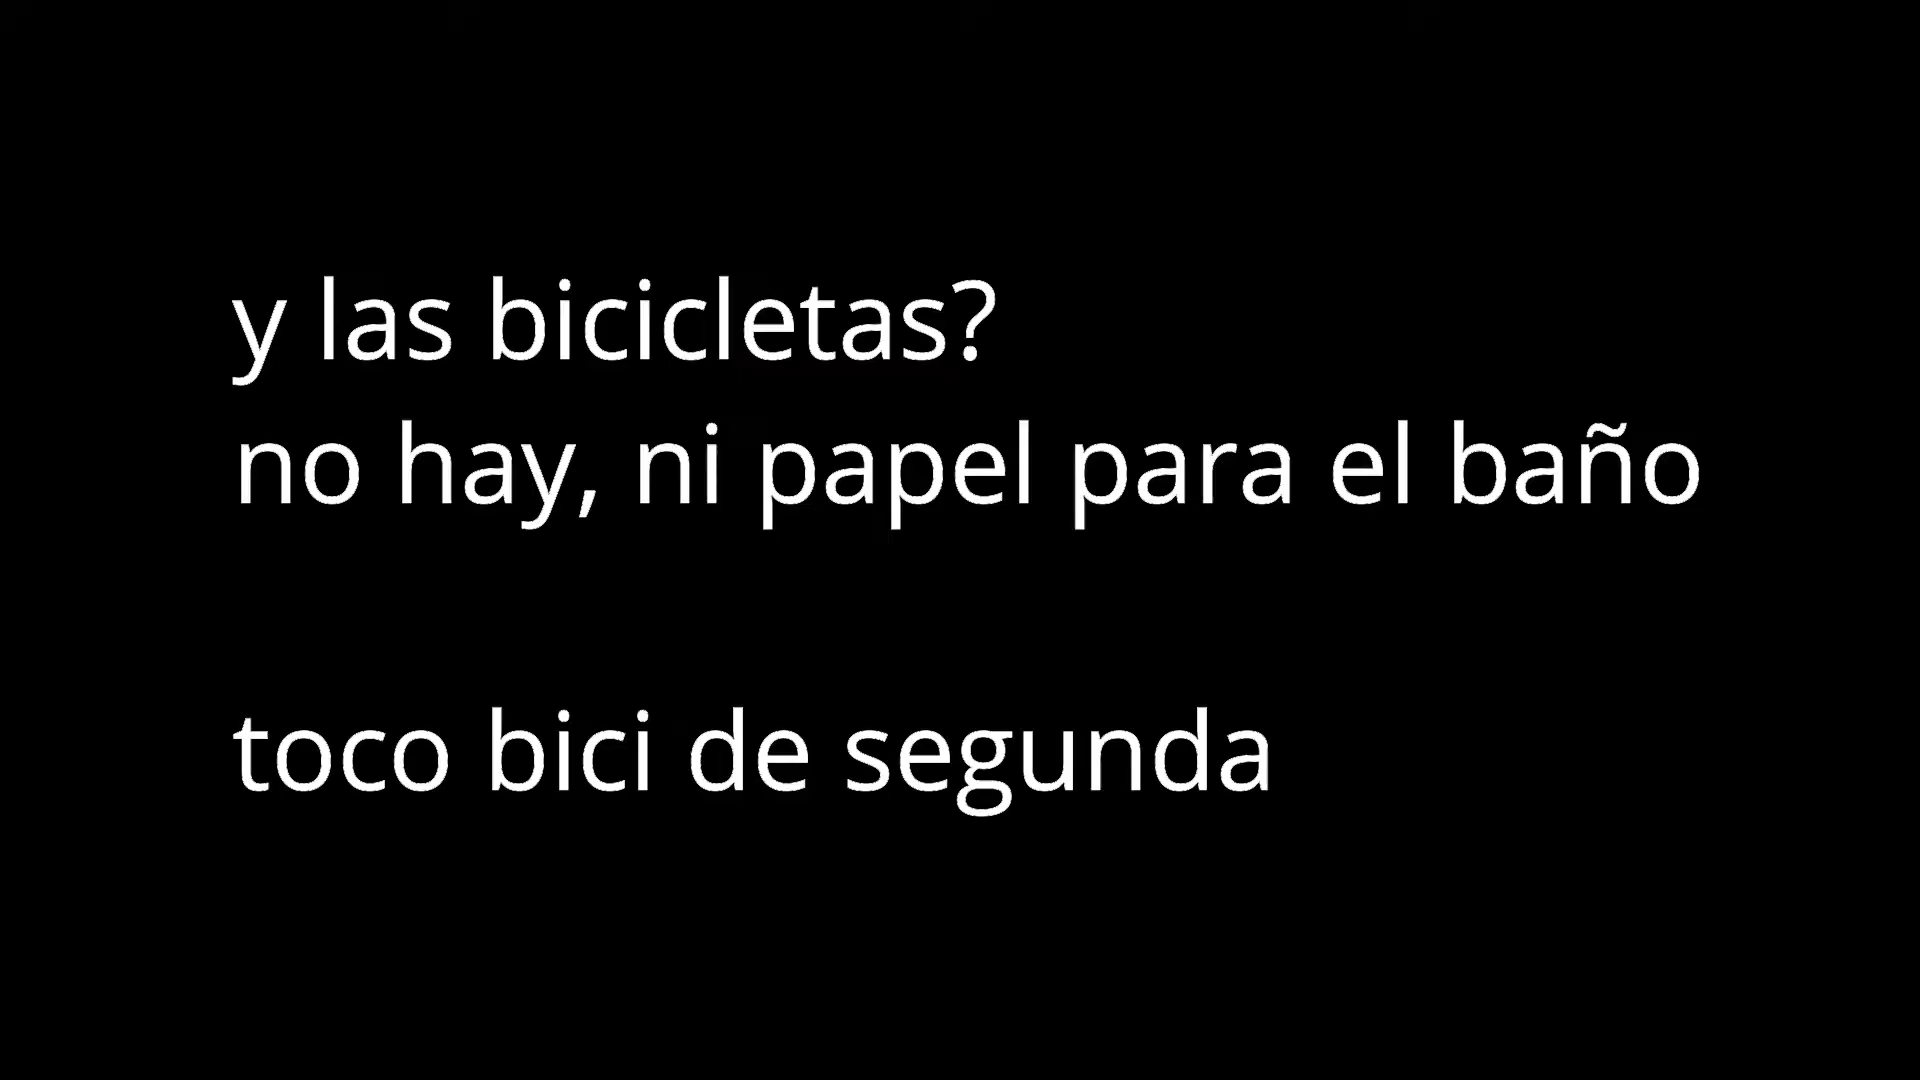 y las bicicletas?
no hay, ni papel para el baño
toco bici de segunda